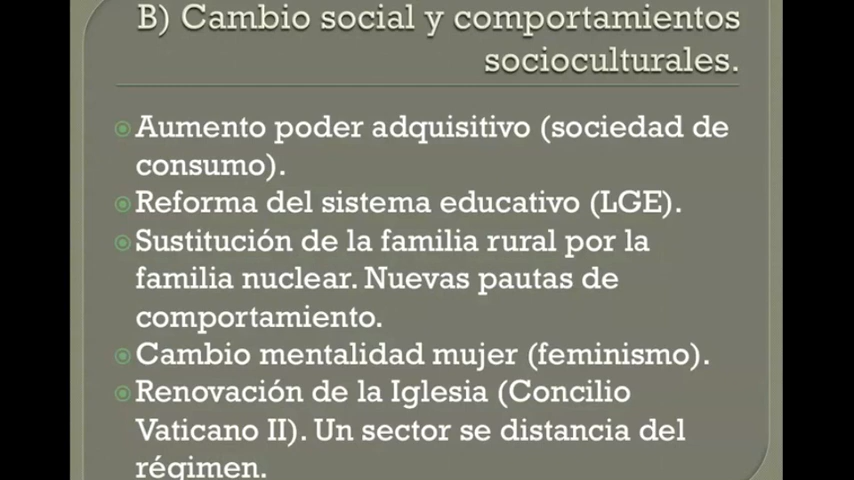 B) Cambio social y comportamientos
socioculturales.
Aumento poder adquisitivo (sociedad de
consumo).
Reforma del sistema educativo (LGE).
Sustitución de la familia rural por la
familia nuclear. Nuevas pautas de
comportamiento.
Cambio mentalidad mujer (feminismo).
Renovación de la Iglesia (Concilio
Vaticano II). Un sector se distancia del
régimen.